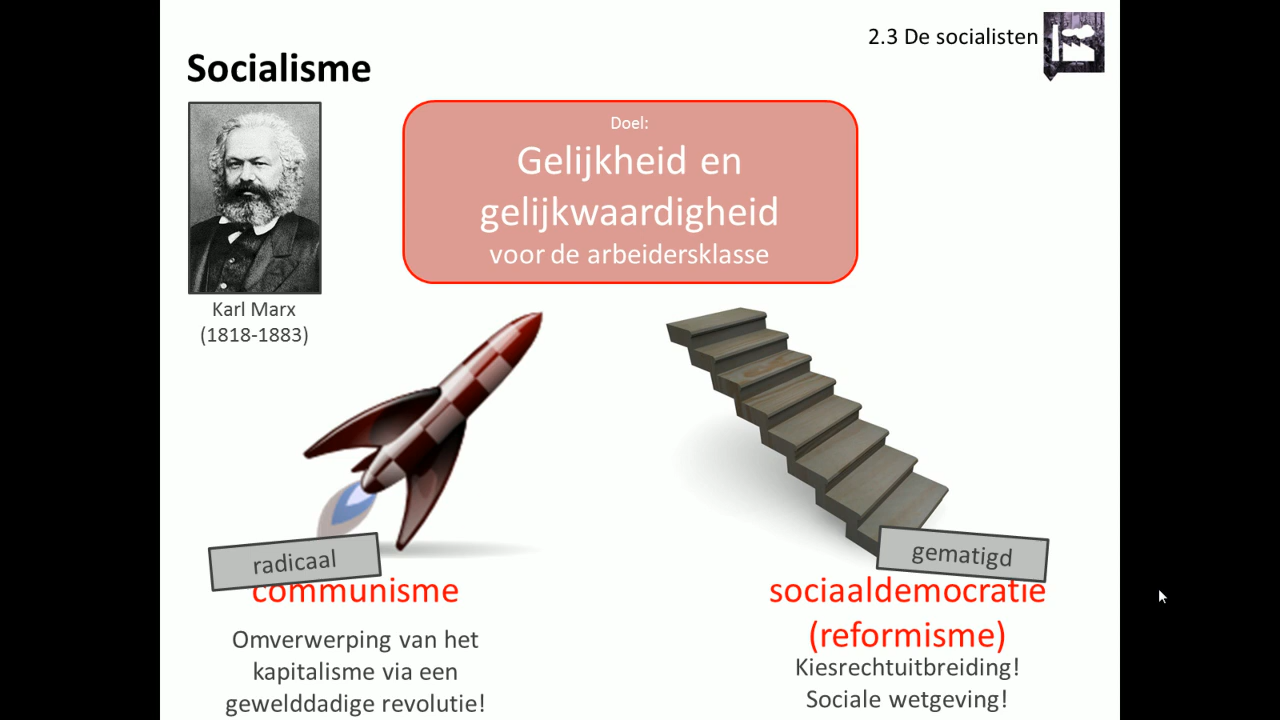 2.3 De socialisten
Socialisme
Doel:
Gelijkheid en
gelijkwaardigheid
voor de arbeidersklasse
Karl Marx
(1818-1883)
radicaal
communisme
Omverwerping van het
kapitalisme via een
gewelddadige revolutie!
gematigd
sociaaldemocratie
(reformisme)
Kiesrechtuitbreiding!
Sociale wetgeving!